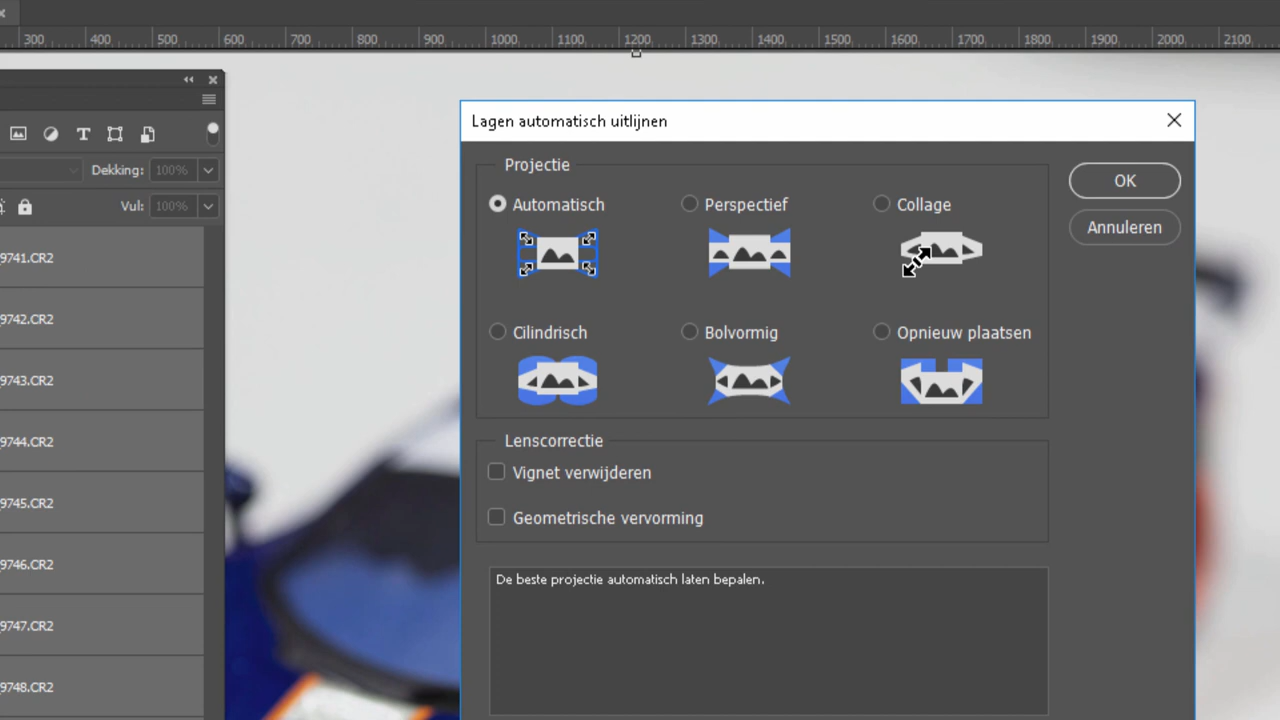 300 400 500 600 700 800 900 1000 1100 1200 1300 1400 1500 1600 1700 1800 1900 2000 2100
Lagen automatisch uitlijnen
Projectie
OK
Automatisch Perspectief Collage
Annuleren
Cilindrisch Bolvormig Opnieuw plaatsen
Lenscorrectie
Vignet verwijderen
Geometrische vervorming
De beste projectie automatisch laten bepalen.
Dekking: 100%
Vul: 100%
9741.CR2
9742.CR2
9743.CR2
9744.CR2
9745.CR2
9746.CR2
9747.CR2
9748.CR2